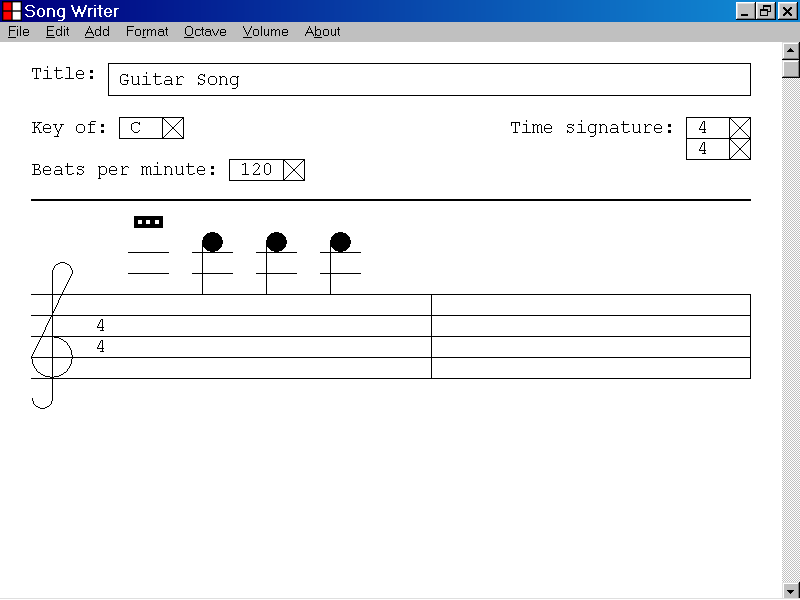 Song Writer
File Edit Add Format Octave Volume About
Title: Guitar Song
Key of: C Time signature: 4
4
Beats per minute: 120
4
4